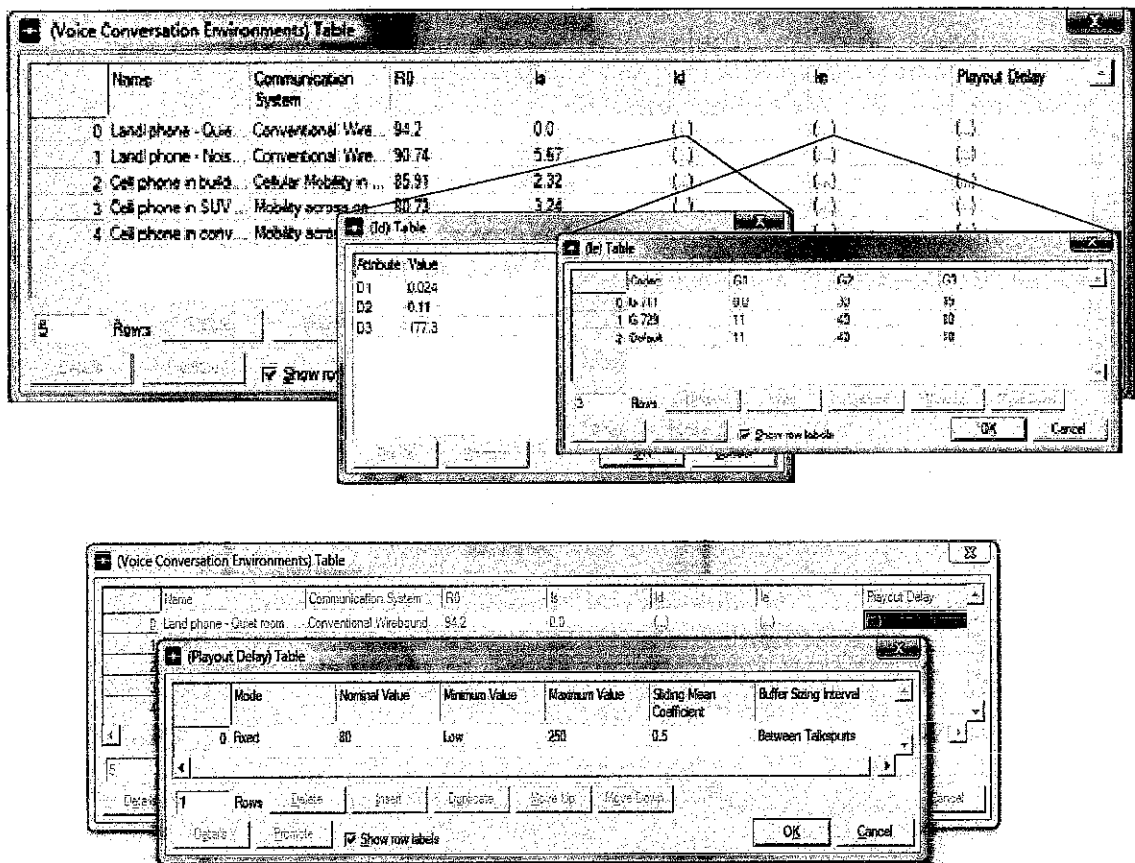 (Voice Conversation Environments) Table
Name Communication System R0 Is Id Ie Playout Delay
0 Land phone - Quie... Conventional Wire... 94.2 0.0 (...) (...) (...)
1 Land phone - Nois... Conventional Wire... 90.74 5.67 (...) (...) (...)
2 Cell phone in build... Cellular Mobility in ... 85.91 2.32 (...) (...) (...)
3 Cell phone in SUV ... Mobility across 80.73 3.24 (...) (...) (...)
4 Cell phone in conv...
5 Rows
Show
(Id) Table
Attribute Value
D1 0.024
D2 0.11
D3 177.3
(Ie) Table
Codec G1 G2 G3
0 G.711 0.0 30 15
1 G.729 11 40 10
2 Default 11 40 10
3 Rows
Show row labels
OK Cancel
(Voice Conversation Environments) Table
Name Communication System R0 Is Id Ie Playout Delay
0 Land phone - Quiet room Conventional Wirebound 94.2 0.0 (...) (...)
(Playout Delay) Table
Mode Nominal Value Minimum Value Maximum Value Sliding Mean Coefficient Buffer Sizing Interval
0 Fixed 80 Low 250 0.5 Between Talkspurts
5
1 Rows Delete Insert Duplicate Move Up Move Down
Details Promote Show row labels OK Cancel